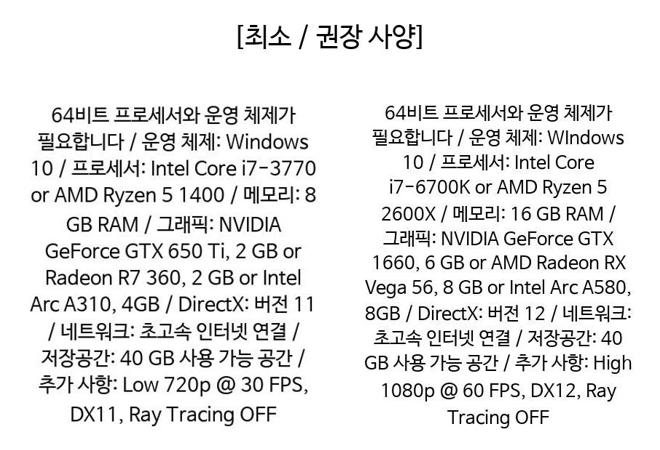 [최소 / 권장 사양]
64비트 프로세서와 운영 체제가
필요합니다 / 운영 체제: Windows
10 / 프로세서: Intel Core i7-3770
or AMD Ryzen 5 1400 / 메모리: 8
GB RAM / 그래픽: NVIDIA
GeForce GTX 650 Ti, 2 GB or
Radeon R7 360, 2 GB or Intel
Arc A310, 4GB / DirectX: 버전 11
/ 네트워크: 초고속 인터넷 연결 /
저장공간: 40 GB 사용 가능 공간 /
추가 사항: Low 720p @ 30 FPS,
DX11, Ray Tracing OFF
64비트 프로세서와 운영 체제가
필요합니다 / 운영 체제: WIndows
10 / 프로세서: Intel Core
i7-6700K or AMD Ryzen 5
2600X / 메모리: 16 GB RAM /
그래픽: NVIDIA GeForce GTX
1660, 6 GB or AMD Radeon RX
Vega 56, 8 GB or Intel Arc A580,
8GB / DirectX: 버전 12 / 네트워크:
초고속 인터넷 연결 / 저장공간: 40
GB 사용 가능 공간 / 추가 사항: High
1080p @ 60 FPS, DX12, Ray
Tracing OFF